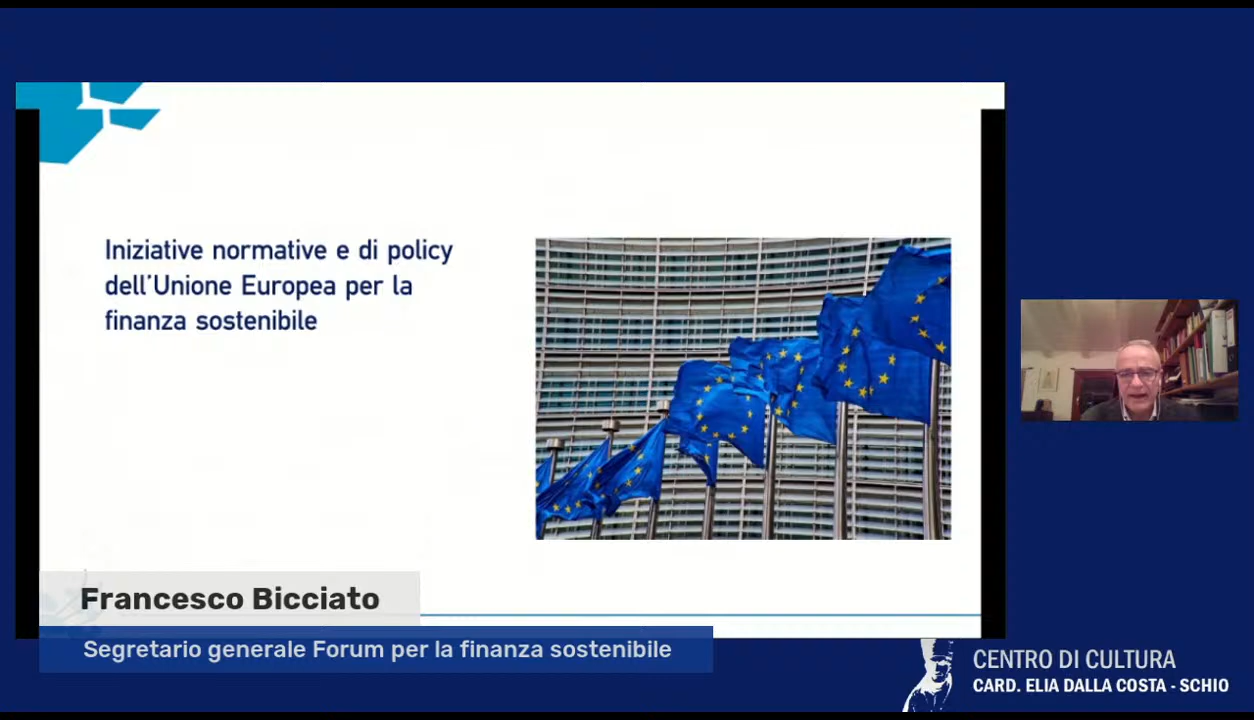 Iniziative normative e di policy
dell'Unione Europea per la
finanza sostenibile
Francesco Bicciato
Segretario generale Forum per la finanza sostenibile
CENTRO DI CULTURA
CARD. ELIA DALLA COSTA - SCHIO